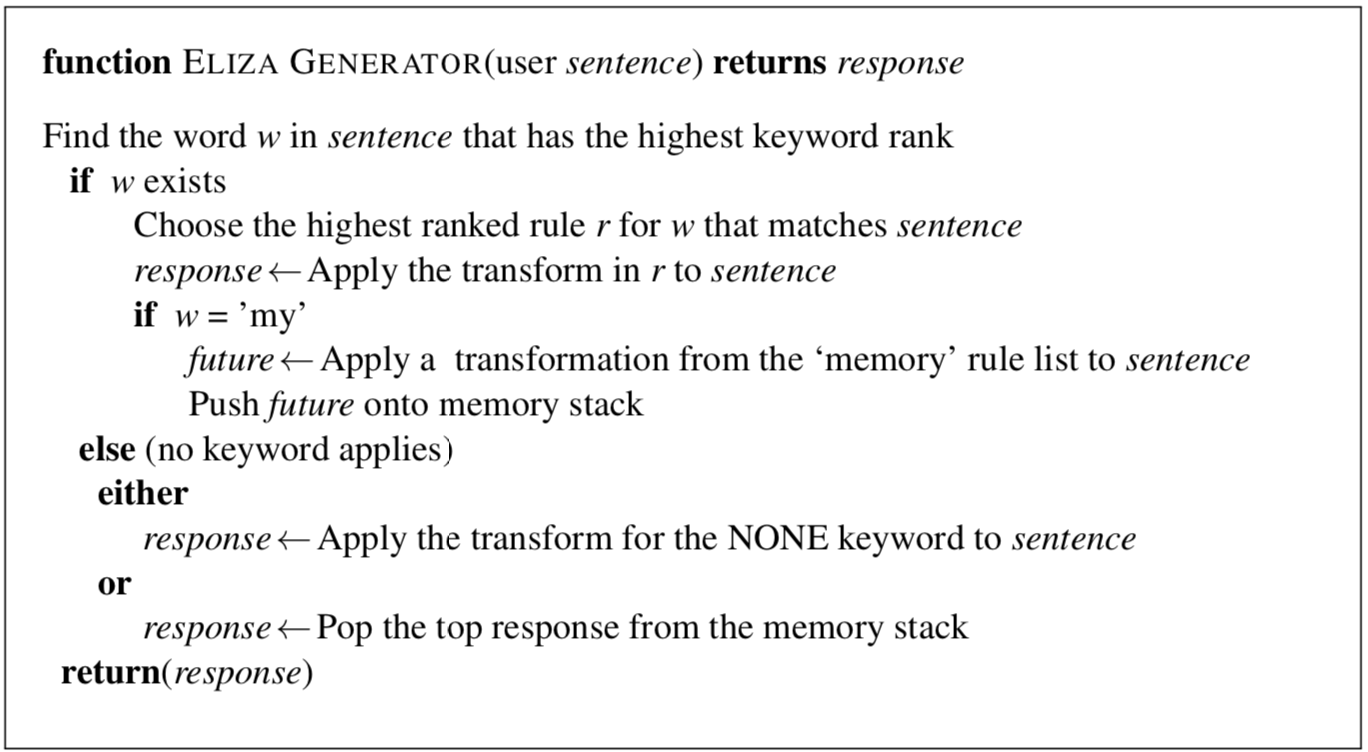 function ELIZA GENERATOR(user sentence) returns response
Find the word w in sentence that has the highest keyword rank
if w exists
Choose the highest ranked rule r for w that matches sentence
response ← Apply the transform in r to sentence
if w = ’my’
future ← Apply a transformation from the ‘memory’ rule list to sentence
Push future onto memory stack
else (no keyword applies)
either
response ← Apply the transform for the NONE keyword to sentence
or
response ← Pop the top response from the memory stack
return(response)